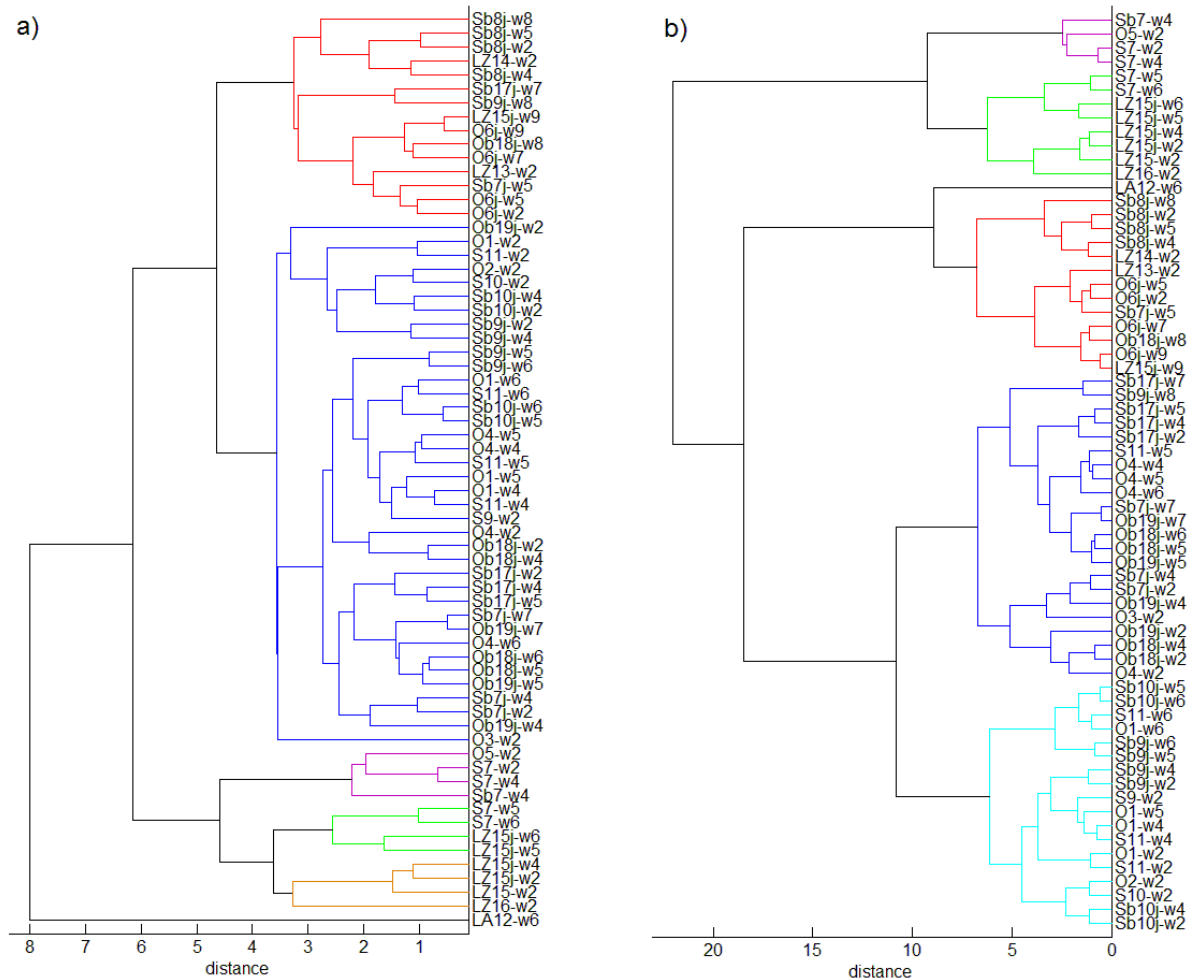 a)
Sb8j-w8
Sb8j-w5
Sb8j-w2
LZ14-w2
Sb8j-w4
Sb17j-w7
Sb9j-w8
LZ15j-w9
O6j-w9
Ob18j-w8
O6j-w7
LZ13-w2
Sb7j-w5
O6j-w5
O6j-w2
Ob19j-w2
O1-w2
S11-w2
O2-w2
S10-w2
Sb10j-w4
Sb10j-w2
Sb9j-w2
Sb9j-w4
Sb9j-w5
Sb9j-w6
O1-w6
S11-w6
Sb10j-w6
Sb10j-w5
O4-w5
O4-w4
S11-w5
O1-w5
O1-w4
S11-w4
S9-w2
O4-w2
Ob18j-w2
Ob18j-w4
Sb17j-w2
Sb17j-w4
Sb17j-w5
Sb7j-w7
Ob19j-w7
O4-w6
Ob18j-w6
Ob18j-w5
Ob19j-w5
Sb7j-w4
Sb7j-w2
Ob19j-w4
O3-w2
O5-w2
S7-w2
S7-w4
Sb7-w4
S7-w5
S7-w6
LZ15j-w6
LZ15j-w5
LZ15j-w4
LZ15j-w2
LZ15-w2
LZ16-w2
LA12-w6
8 7 6 5 4 3 2 1
distance
b)
Sb7-w4
O5-w2
S7-w2
S7-w4
S7-w5
S7-w6
LZ15j-w6
LZ15j-w5
LZ15j-w4
LZ15j-w2
LZ15-w2
LZ16-w2
LA12-w6
Sb8j-w8
Sb8j-w2
Sb8j-w5
Sb8j-w4
LZ14-w2
LZ13-w2
O6j-w5
O6j-w2
Sb7j-w5
O6j-w7
Ob18j-w8
O6j-w9
LZ15j-w9
Sb17j-w7
Sb9j-w8
Sb17j-w5
Sb17j-w4
Sb17j-w2
S11-w5
O4-w4
O4-w5
O4-w6
Sb7j-w7
Ob19j-w7
Ob18j-w6
Ob18j-w5
Ob19j-w5
Sb7j-w4
Sb7j-w2
Ob19j-w4
O3-w2
Ob19j-w2
Ob18j-w4
Ob18j-w2
O4-w2
Sb10j-w5
Sb10j-w6
S11-w6
O1-w6
Sb9j-w6
Sb9j-w5
Sb9j-w4
Sb9j-w2
S9-w2
O1-w5
O1-w4
S11-w4
O1-w2
S11-w2
O2-w2
S10-w2
Sb10j-w4
Sb10j-w2
20 15 10 5 0
distance